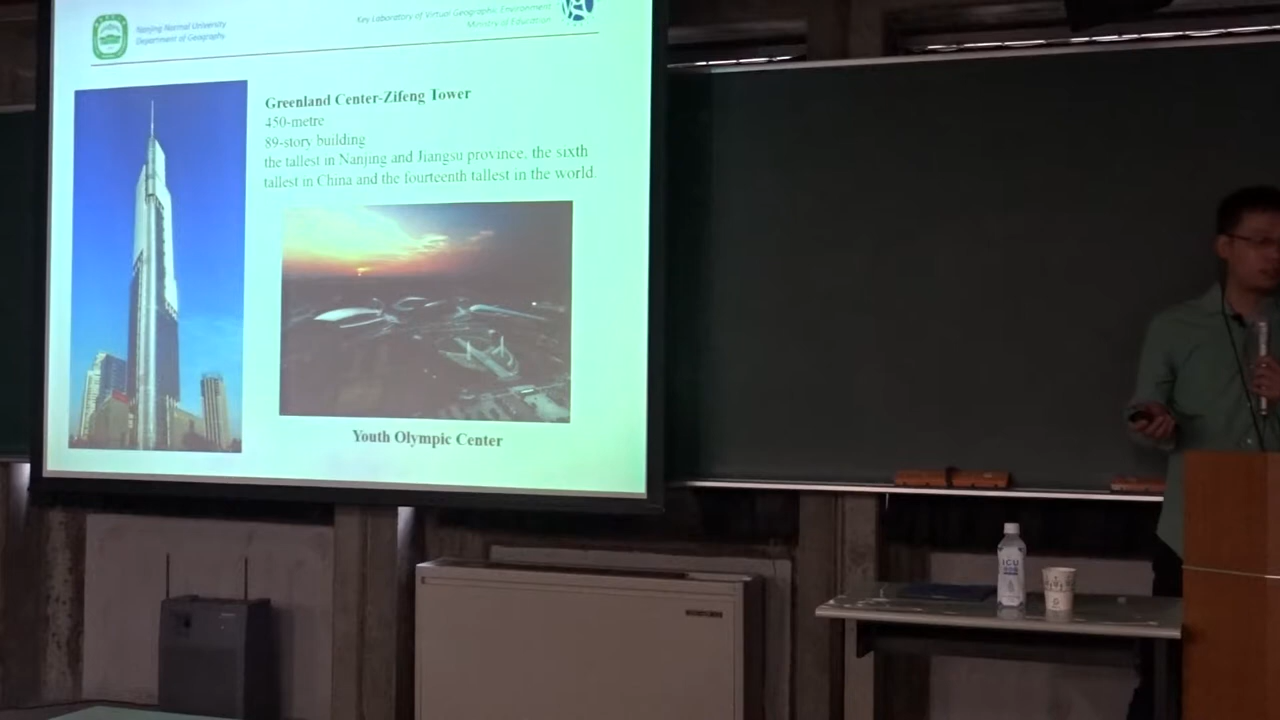 Nanjing Normal University
Department of Geography
Key Laboratory of Virtual Geographic Environment
Ministry of Education
Greenland Center-Zifeng Tower
450-metre
89-story building
the tallest in Nanjing and Jiangsu province, the sixth
tallest in China and the fourteenth tallest in the world.
Youth Olympic Center
ICU